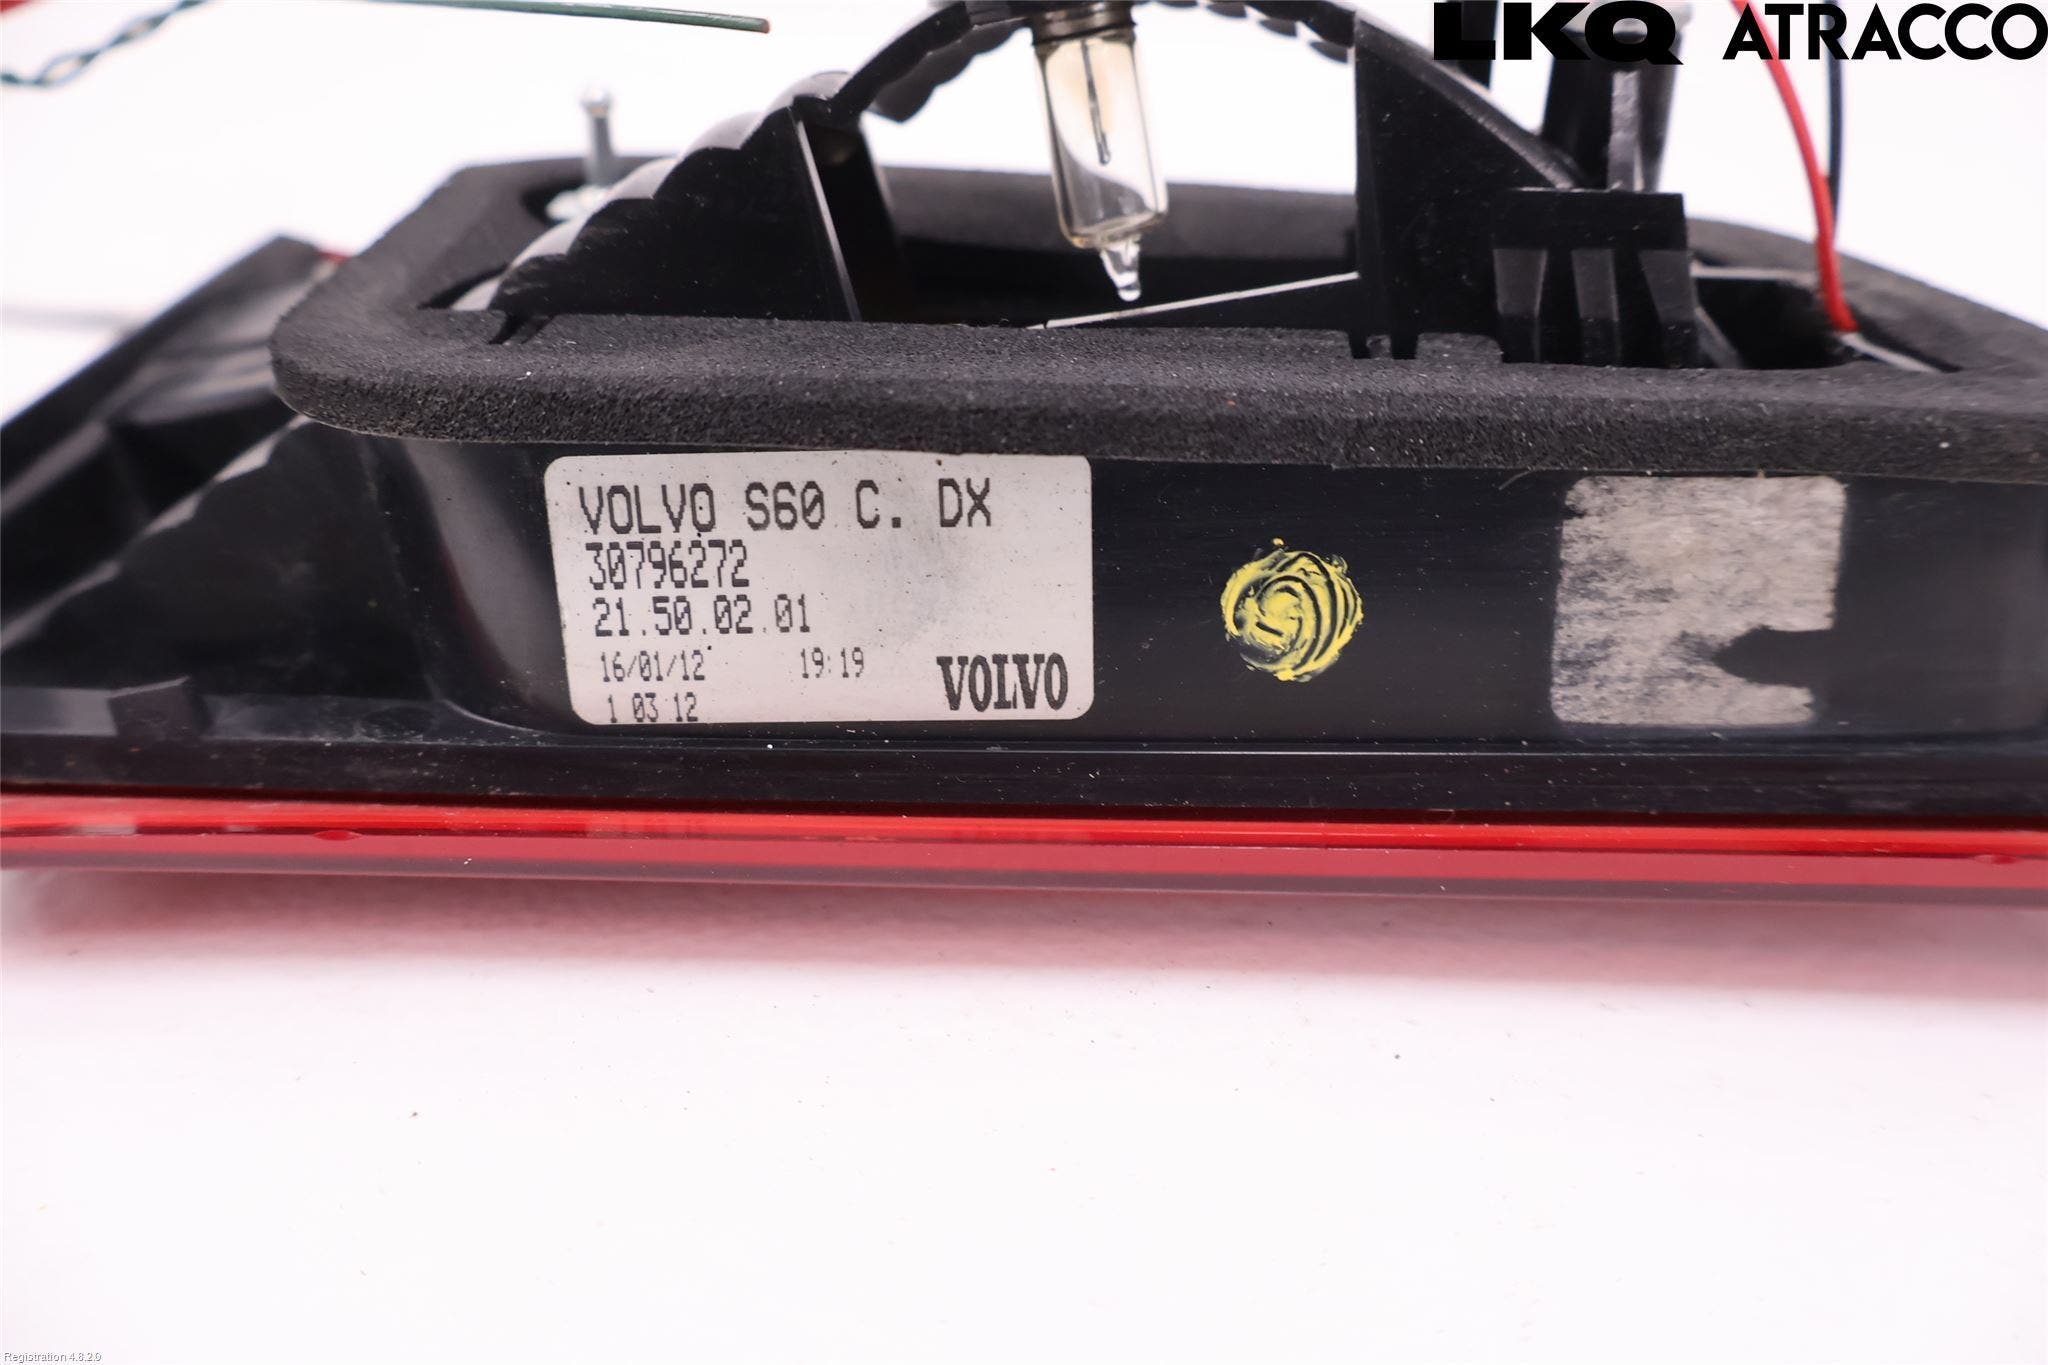 LKQ ATRACCO
VOLVO S60 C. DX
30796272
21.50.02.01
16/01/12 19:19
1 03 12 VOLVO
Registration 4.8.2.0